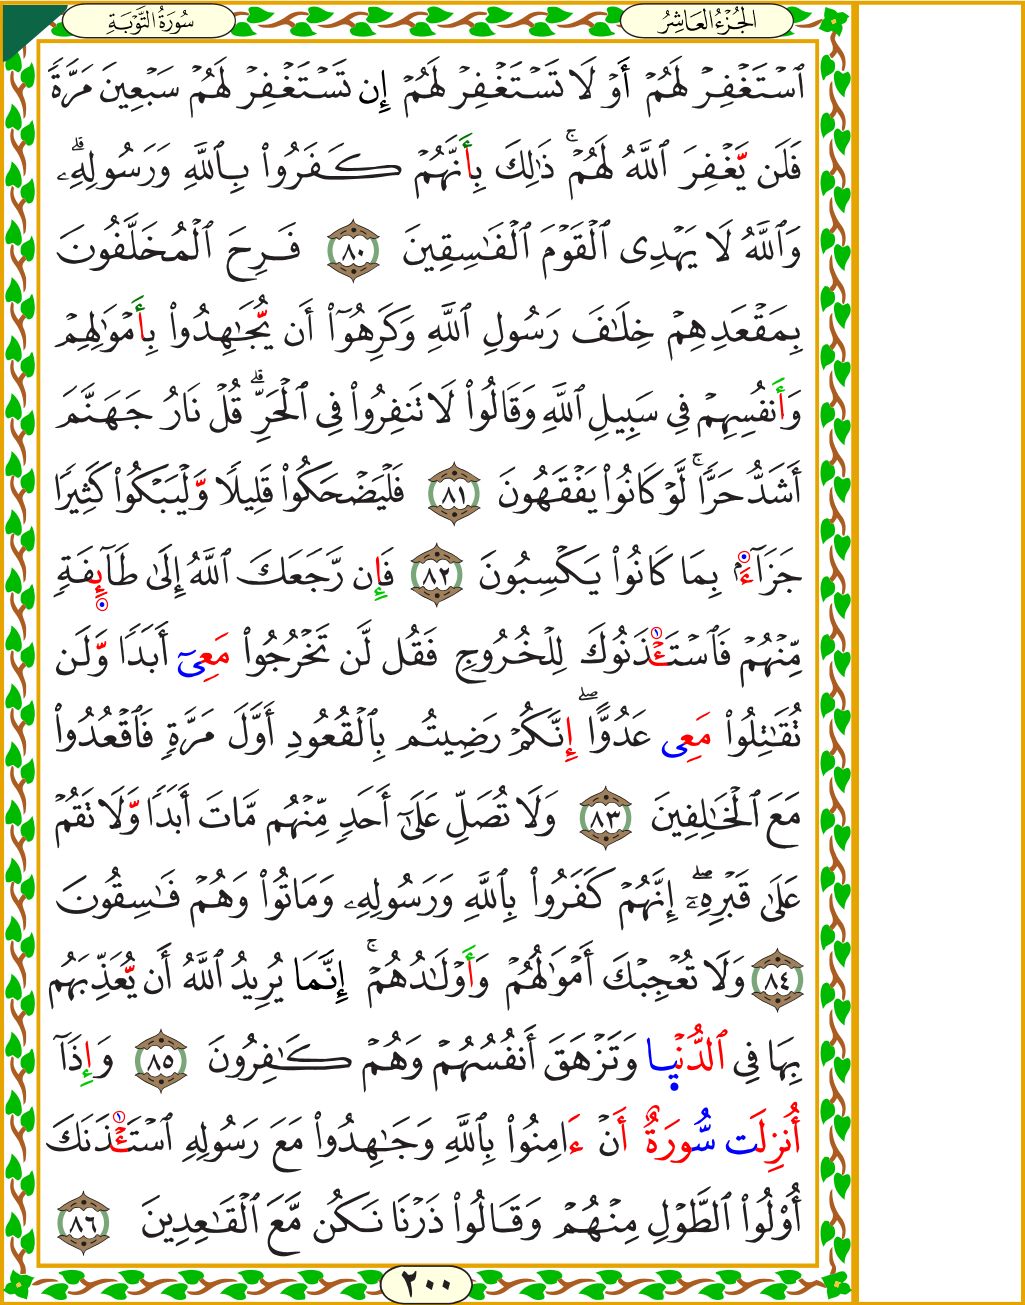 الجُزْءُ العَاشِرُ
سُورَةُ التَّوْبَةِ
ٱسْتَغْفِرْ لَهُمْ أَوْ لَا تَسْتَغْفِرْ لَهُمْ إِن تَسْتَغْفِرْ لَهُمْ سَبْعِينَ مَرَّةً
فَلَن يَّغْفِرَ ٱللَّهُ لَهُمْ ۚ ذَٰلِكَ بِأَنَّهُمْ كَفَرُوا۟ بِٱللَّهِ وَرَسُولِهِۦ ۗ
وَٱللَّهُ لَا يَهْدِى ٱلْقَوْمَ ٱلْفَٰسِقِينَ ٨٠ فَرِحَ ٱلْمُخَلَّفُونَ
بِمَقْعَدِهِمْ خِلَٰفَ رَسُولِ ٱللَّهِ وَكَرِهُوٓا۟ أَن يُّجَٰهِدُوا۟ بِأَمْوَٰلِهِمْ
وَأَنفُسِهِمْ فِى سَبِيلِ ٱللَّهِ وَقَالُوا۟ لَا تَنفِرُوا۟ فِى ٱلْحَرِّ ۗ قُلْ نَارُ جَهَنَّمَ
أَشَدُّ حَرًّا ۚ لَّوْ كَانُوا۟ يَفْقَهُونَ ٨١ فَلْيَضْحَكُوا۟ قَلِيلًا وَّلْيَبْكُوا۟ كَثِيرًا
جَزَآءًۢ بِمَا كَانُوا۟ يَكْسِبُونَ ٨٢ فَإِن رَّجَعَكَ ٱللَّهُ إِلَىٰ طَآئِفَةٍ
مِّنْهُمْ فَٱسْتَـْٔذَنُوكَ لِلْخُرُوجِ فَقُل لَّن تَخْرُجُوا۟ مَعِىٓ أَبَدًا وَّلَن
تُقَٰتِلُوا۟ مَعِى عَدُوًّا ۖ إِنَّكُمْ رَضِيتُم بِٱلْقُعُودِ أَوَّلَ مَرَّةٍ فَٱقْعُدُوا۟
مَعَ ٱلْخَٰلِفِينَ ٨٣ وَلَا تُصَلِّ عَلَىٰٓ أَحَدٍ مِّنْهُم مَّاتَ أَبَدًا وَّلَا تَقُمْ
عَلَىٰ قَبْرِهِۦٓ ۖ إِنَّهُمْ كَفَرُوا۟ بِٱللَّهِ وَرَسُولِهِۦ وَمَاتُوا۟ وَهُمْ فَٰسِقُونَ
٨٤ وَلَا تُعْجِبْكَ أَمْوَٰلُهُمْ وَأَوْلَٰدُهُمْ ۚ إِنَّمَا يُرِيدُ ٱللَّهُ أَن يُّعَذِّبَهُم
بِهَا فِى ٱلدُّنْيَا وَتَزْهَقَ أَنفُسُهُمْ وَهُمْ كَٰفِرُونَ ٨٥ وَإِذَآ
أُنزِلَت سُّورَةٌ أَنْ ءَامِنُوا۟ بِٱللَّهِ وَجَٰهِدُوا۟ مَعَ رَسُولِهِ ٱسْتَـْٔذَنَكَ
أُو۟لُوا۟ ٱلطَّوْلِ مِنْهُمْ وَقَالُوا۟ ذَرْنَا نَكُن مَّعَ ٱلْقَٰعِدِينَ ٨٦
٢٠٠